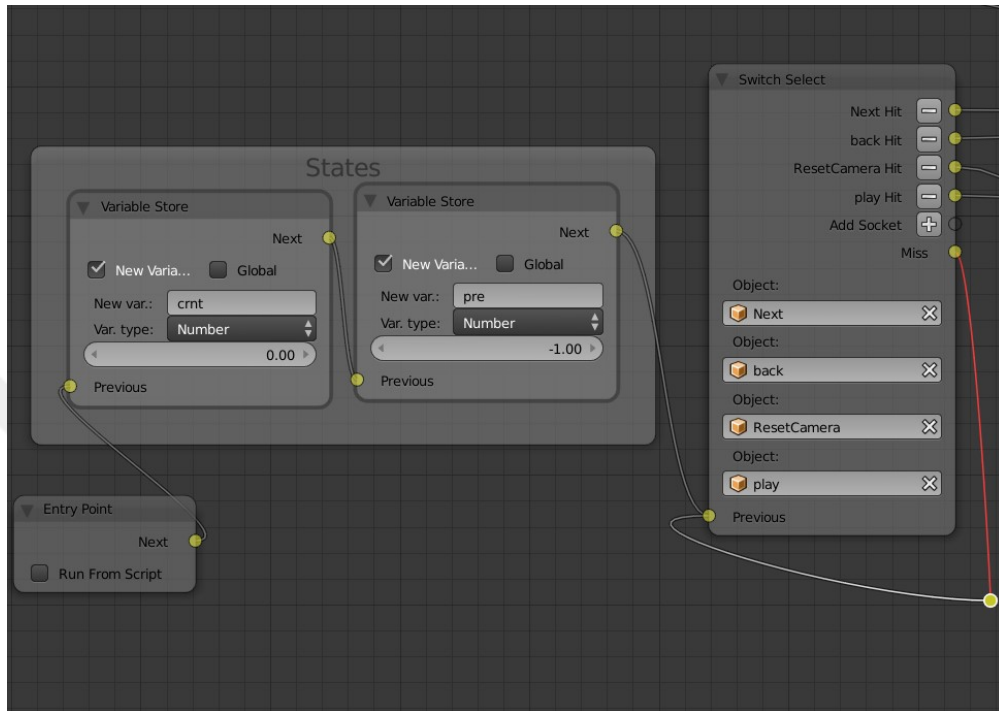 States
Variable Store
Next
New Varia... Global
New var.: crnt
Var. type: Number
0.00
Previous
Variable Store
Next
New Varia... Global
New var.: pre
Var. type: Number
-1.00
Previous
Entry Point
Next
Run From Script
Switch Select
Next Hit
back Hit
ResetCamera Hit
play Hit
Add Socket
Miss
Object:
Next
Object:
back
Object:
ResetCamera
Object:
play
Previous